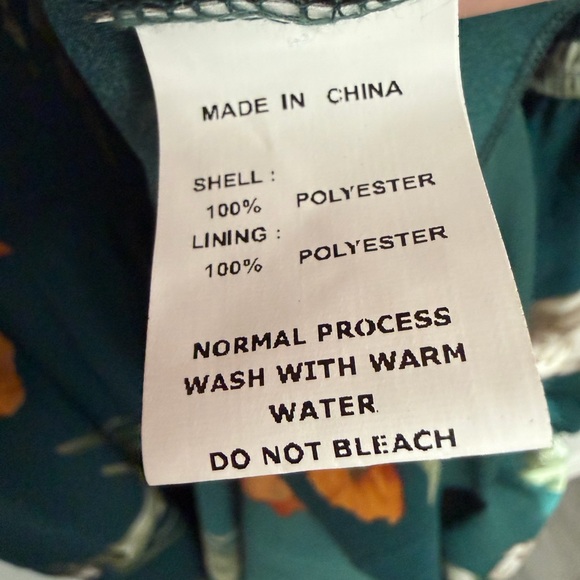 MADE IN CHINA
SHELL :
100% POLYESTER
LINING :
100% POLYESTER
NORMAL PROCESS
WASH WITH WARM
WATER
DO NOT BLEACH